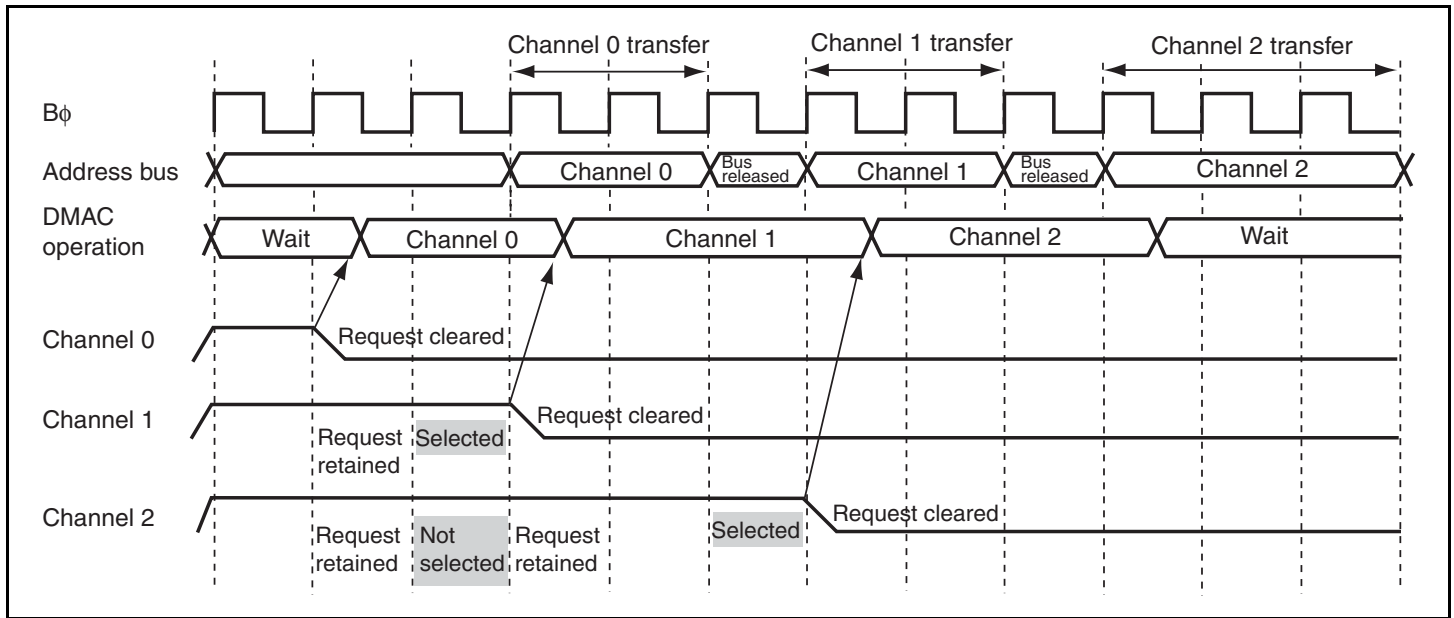 Channel 0 transfer
Channel 1 transfer
Channel 2 transfer
Bϕ
Address bus
Channel 0
Bus
released
Channel 1
Bus
released
Channel 2
DMAC
operation
Wait
Channel 0
Channel 1
Channel 2
Wait
Channel 0
Request cleared
Channel 1
Request cleared
Request
retained
Selected
Channel 2
Request cleared
Request
retained
Not
selected
Request
retained
Selected